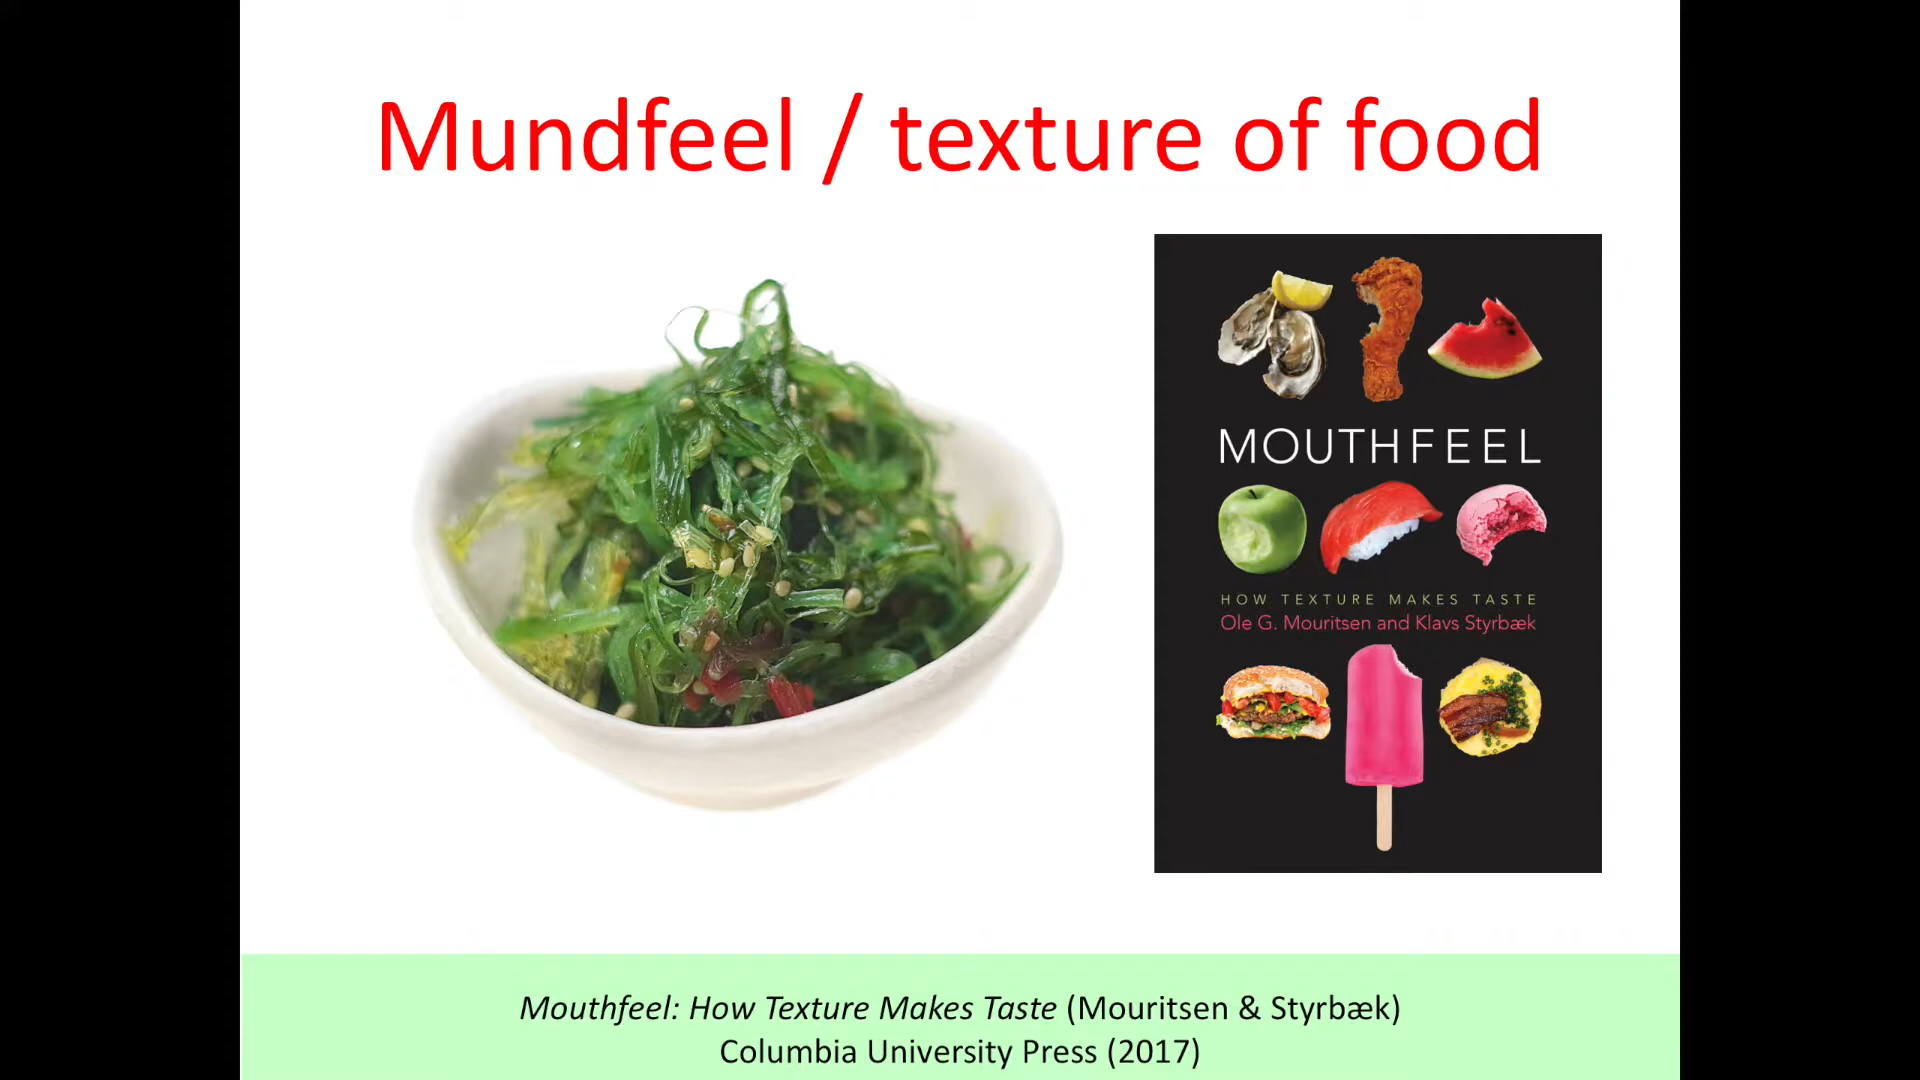 Mundfeel / texture of food
MOUTHFEEL
HOW TEXTURE MAKES TASTE
Ole G. Mouritsen and Klavs Styrbæk
Mouthfeel: How Texture Makes Taste (Mouritsen & Styrbæk)
Columbia University Press (2017)